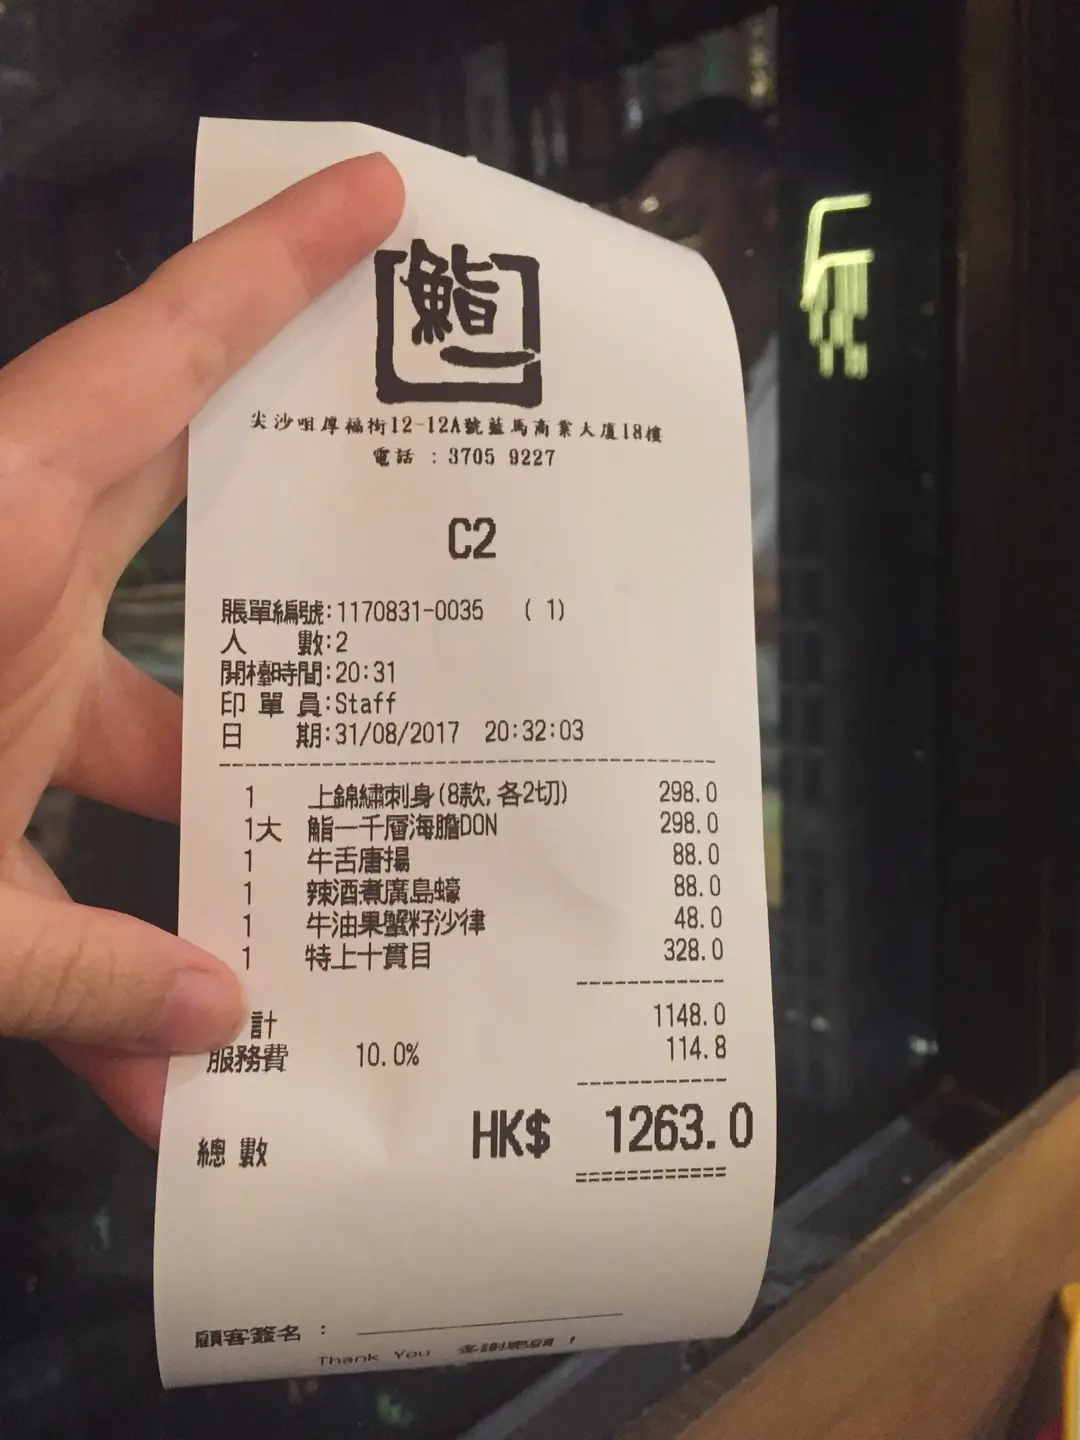 鮨一
尖沙咀厚福街12-12A號藍馬商業大廈18樓
電話 : 3705 9227
C2
賬單編號:1170831-0035 ( 1)
人 數:2
開檯時間:20:31
印 單 員:Staff
日 期:31/08/2017 20:32:03
1 上錦繡刺身(8款,各2切) 298.0
1大 鮨一千層海膽DON 298.0
1 牛舌唐揚 88.0
1 辣酒煮廣島蠔 88.0
1 牛油果蟹籽沙律 48.0
1 特上十貫目 328.0
計 1148.0
服務費 10.0% 114.8
總 數 HK$ 1263.0
顧客簽名 :
Thank You 多謝惠顧 !